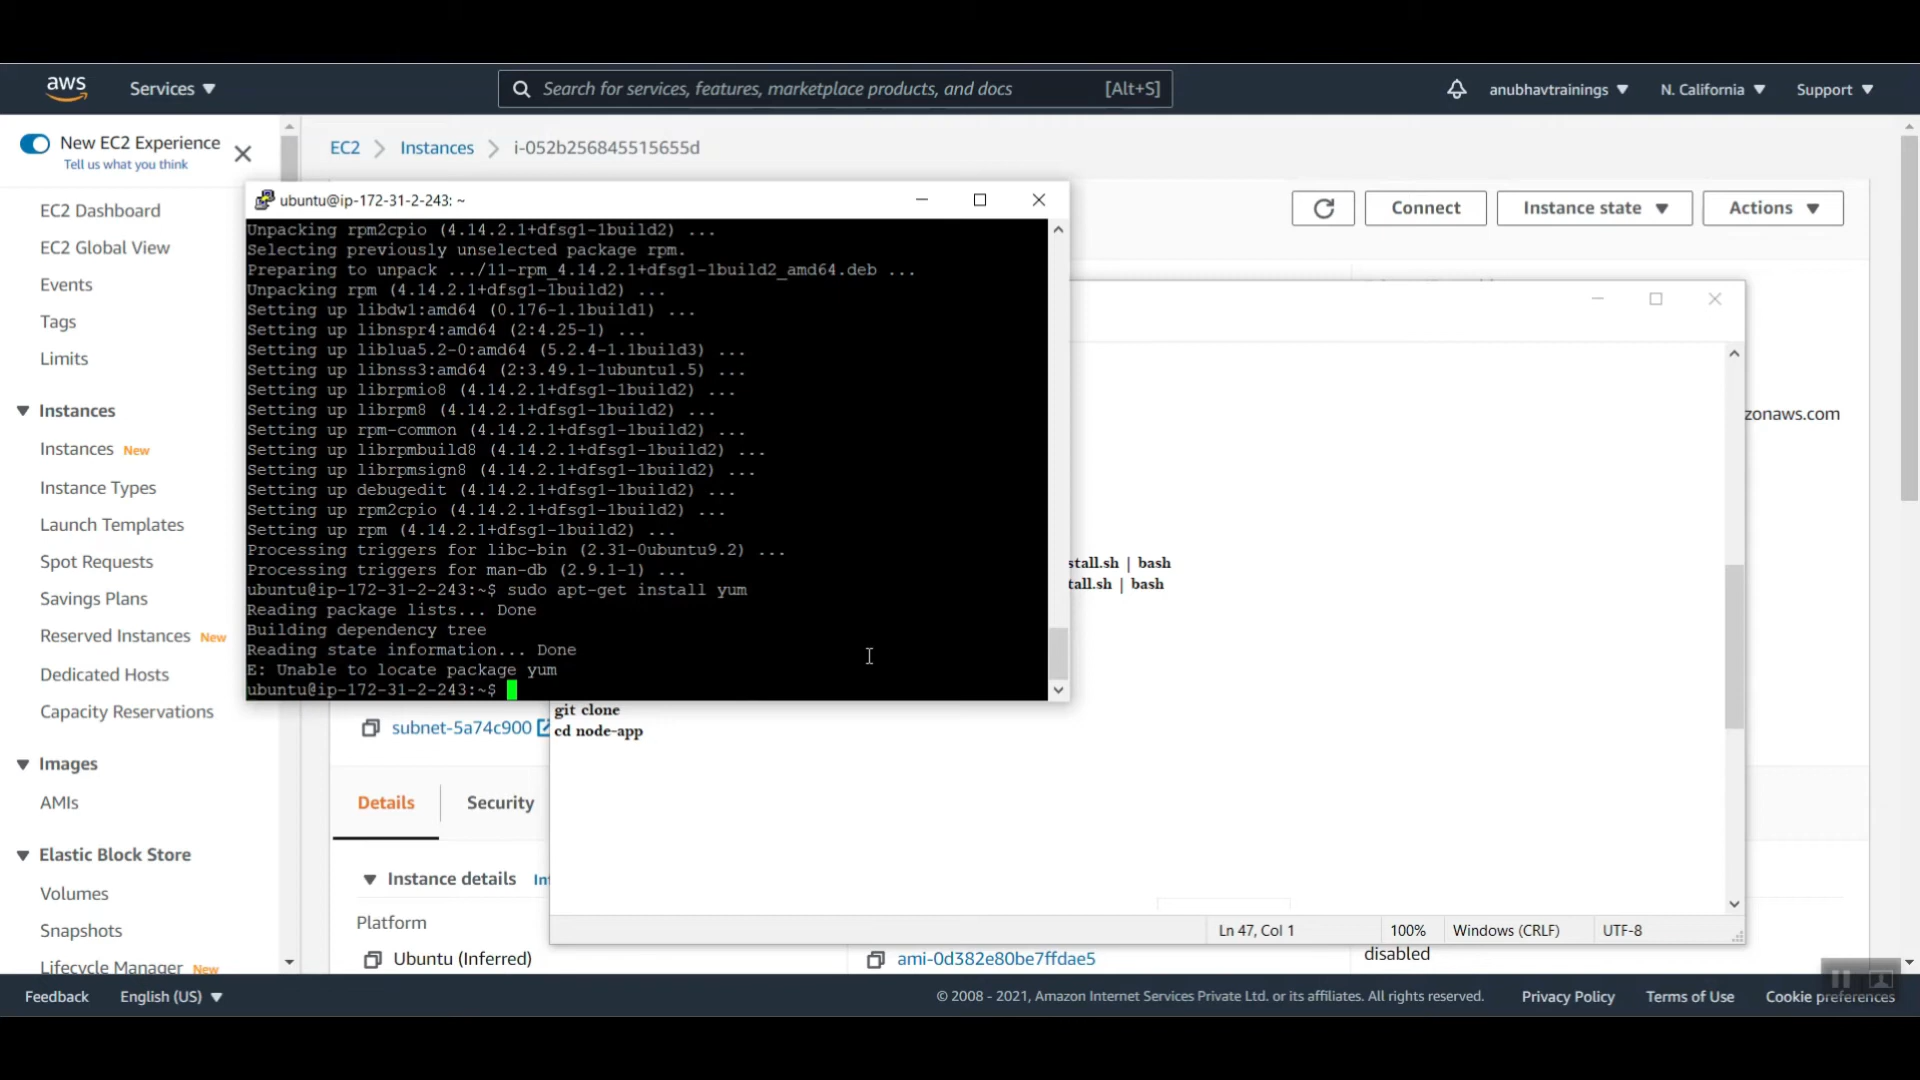 aws
Services ▼
Search for services, features, marketplace products, and docs
[Alt+S]
anubhavtrainings ▼
N. California ▼
Support ▼
New EC2 Experience
Tell us what you think
EC2 Dashboard
EC2 Global View
Events
Tags
Limits
Instances
Instances New
Instance Types
Launch Templates
Spot Requests
Savings Plans
Reserved Instances New
Dedicated Hosts
Capacity Reservations
Images
AMIs
Elastic Block Store
Volumes
Snapshots
Lifecycle Manager New
EC2 > Instances > i-052b256845515655d
Connect
Instance state ▼
Actions ▼
ubuntu@ip-172-31-2-243: ~
Unpacking rpm2cpio (4.14.2.1+dfsg1-1build2) ...
Selecting previously unselected package rpm.
Preparing to unpack .../11-rpm_4.14.2.1+dfsg1-1build2_amd64.deb ...
Unpacking rpm (4.14.2.1+dfsg1-1build2) ...
Setting up libdw1:amd64 (0.176-1.1build1) ...
Setting up libnspr4:amd64 (2:4.25-1) ...
Setting up liblua5.2-0:amd64 (5.2.4-1.1build3) ...
Setting up libnss3:amd64 (2:3.49.1-1ubuntu1.5) ...
Setting up librpmio8 (4.14.2.1+dfsg1-1build2) ...
Setting up librpm8 (4.14.2.1+dfsg1-1build2) ...
Setting up rpm-common (4.14.2.1+dfsg1-1build2) ...
Setting up librpmbuild8 (4.14.2.1+dfsg1-1build2) ...
Setting up librpmsign8 (4.14.2.1+dfsg1-1build2) ...
Setting up debugedit (4.14.2.1+dfsg1-1build2) ...
Setting up rpm2cpio (4.14.2.1+dfsg1-1build2) ...
Setting up rpm (4.14.2.1+dfsg1-1build2) ...
Processing triggers for libc-bin (2.31-0ubuntu9.2) ...
Processing triggers for man-db (2.9.1-1) ...
ubuntu@ip-172-31-2-243:~$ sudo apt-get install yum
Reading package lists... Done
Building dependency tree
Reading state information... Done
E: Unable to locate package yum
ubuntu@ip-172-31-2-243:~$
zonaws.com
stall.sh | bash
tall.sh | bash
git clone
cd node-app
Ln 47, Col 1
100%
Windows (CRLF)
UTF-8
subnet-5a74c900
Details
Security
Instance details
Platform
Ubuntu (Inferred)
ami-0d382e80be7ffdae5
disabled
Feedback
English (US) ▼
© 2008 - 2021, Amazon Internet Services Private Ltd. or its affiliates. All rights reserved.
Privacy Policy
Terms of Use
Cookie preferences